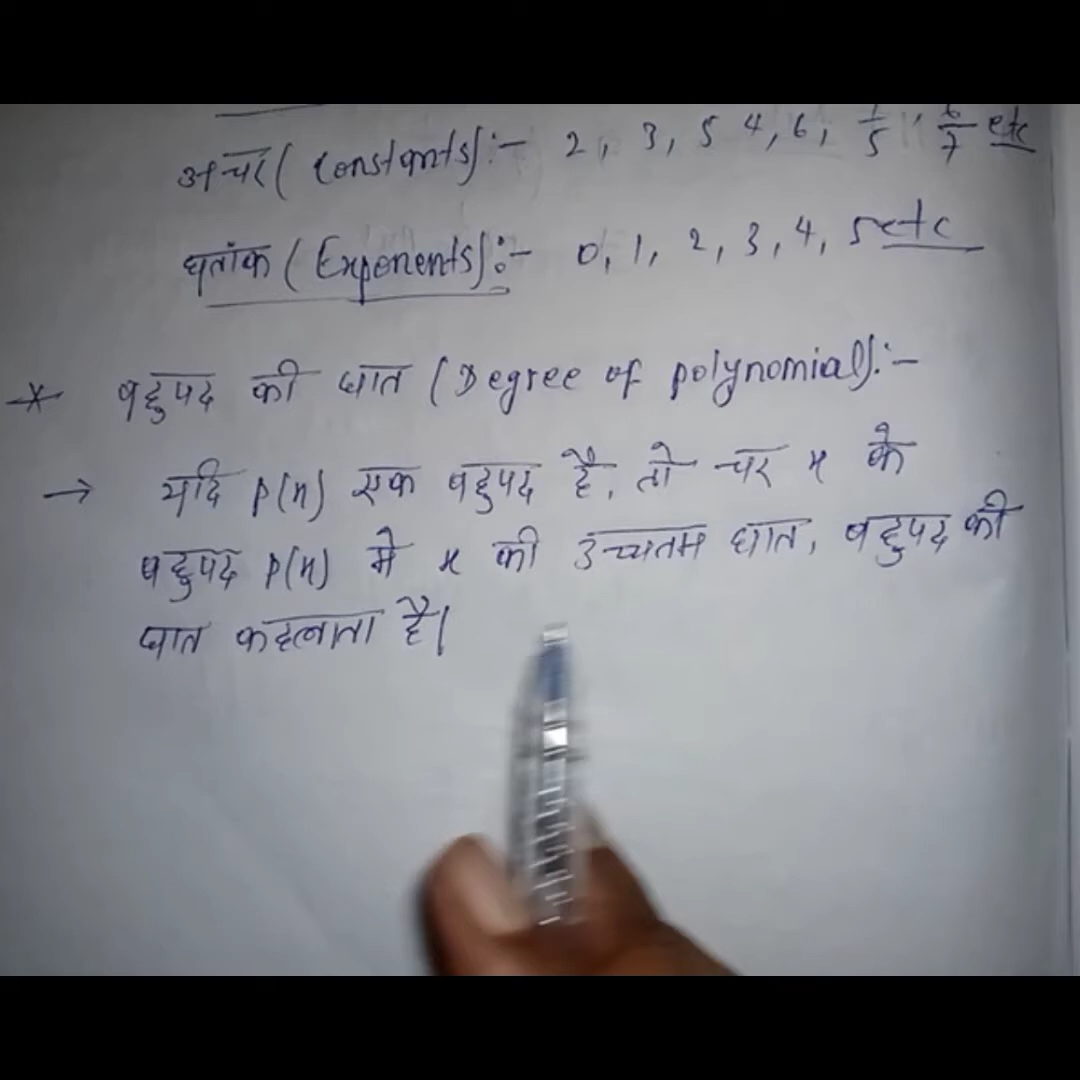 अचर ( Constants) :- 2, 3, 5 4, 6, 1/5, 6/7 etc
घतांक ( Exponents) :- 0, 1, 2, 3, 4, 5 etc
* बहुपद की घात ( Degree of polynomial) :-
→ यदि P(x) एक बहुपद है, तो चर x के
बहुपद P(x) मे x की उच्चतम घात, बहुपद की
घात कहलाता है।